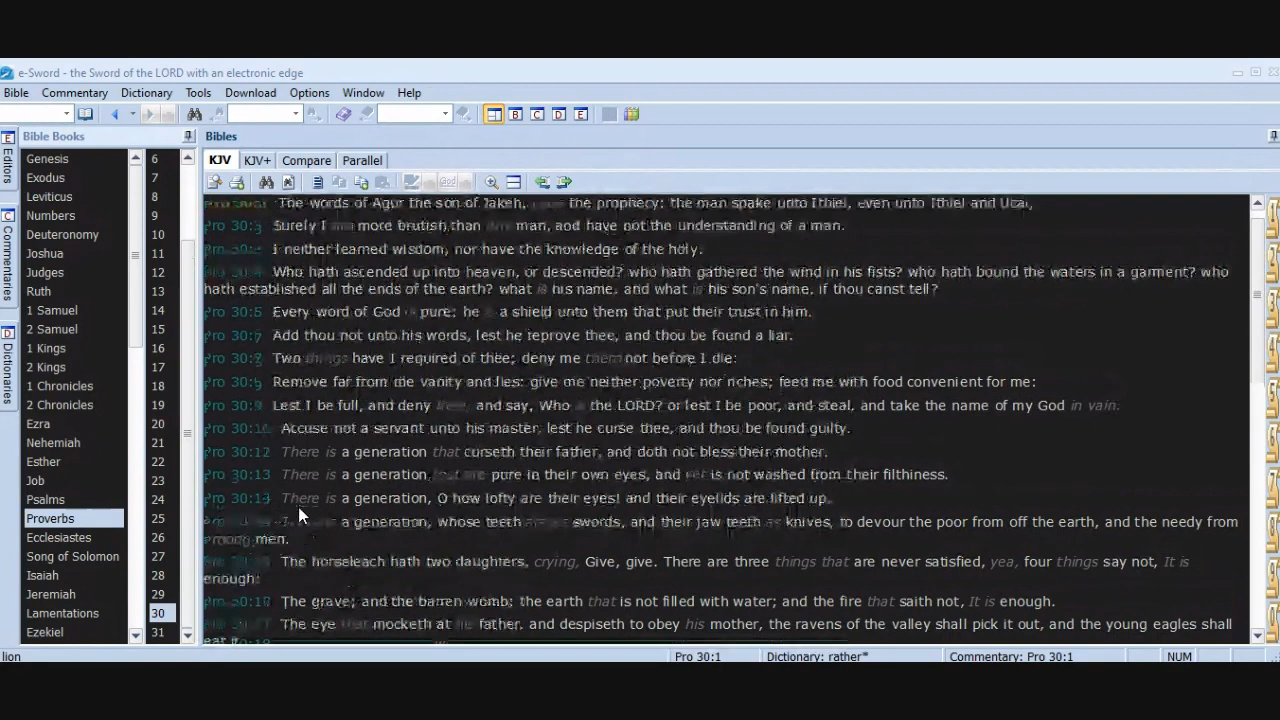 e-Sword - the Sword of the LORD with an electronic edge
Bible Commentary Dictionary Tools Download Options Window Help
B C D E
Bible Books
Bibles
E Editors
C Commentaries
D Dictionaries
KJV KJV+ Compare Parallel
Genesis 6
Exodus 7
Leviticus 8
Numbers 9
Deuteronomy 10
Joshua 11
Judges 12
Ruth 13
1 Samuel 14
2 Samuel 15
1 Kings 16
2 Kings 17
1 Chronicles 18
2 Chronicles 19
Ezra 20
Nehemiah 21
Esther 22
Job 23
Psalms 24
Proverbs 25
Ecclesiastes 26
Song of Solomon 27
Isaiah 28
Jeremiah 29
Lamentations 30
Ezekiel 31
The words of Agur the son of Jakeh, the prophecy: the man spake unto Ithiel, even unto Ithiel and Ucal,
Surely I more brutish than man, and have not the understanding of a man.
I neither learned wisdom, nor have the knowledge of the holy.
Who hath ascended up into heaven, or descended? who hath gathered the wind in his fists? who hath bound the waters in a garment? who
hath established all the ends of the earth? what is his name, and what is his son's name, if thou canst tell?
Every word of God is pure: he is a shield unto them that put their trust in him.
Add thou not unto his words, lest he reprove thee, and thou be found a liar.
Two things have I required of thee; deny me them not before I die:
Remove far from me vanity and lies: give me neither poverty nor riches; feed me with food convenient for me:
Lest I be full, and deny thee, and say, Who is the LORD? or lest I be poor, and steal, and take the name of my God in vain.
Accuse not a servant unto his master, lest he curse thee, and thou be found guilty.
Pro 30:12 There is a generation that curseth their father, and doth not bless their mother.
Pro 30:13 There is a generation, pure in their own eyes, and yet is not washed from their filthiness.
There is a generation, O how lofty are their eyes! and their eyelids are lifted up.
a generation, whose teeth swords, and their jaw teeth as knives, to devour the poor from off the earth, and the needy from
among men.
The horseleach hath two daughters, crying, Give, give. There are three things that are never satisfied, yea, four things say not, It is
enough:
The grave; and the barren womb; the earth that is not filled with water; and the fire that saith not, It is enough.
The eye that mocketh at his father, and despiseth to obey his mother, the ravens of the valley shall pick it out, and the young eagles shall
eat it.
lion Pro 30:1 Dictionary: rather* Commentary: Pro 30:1 NUM